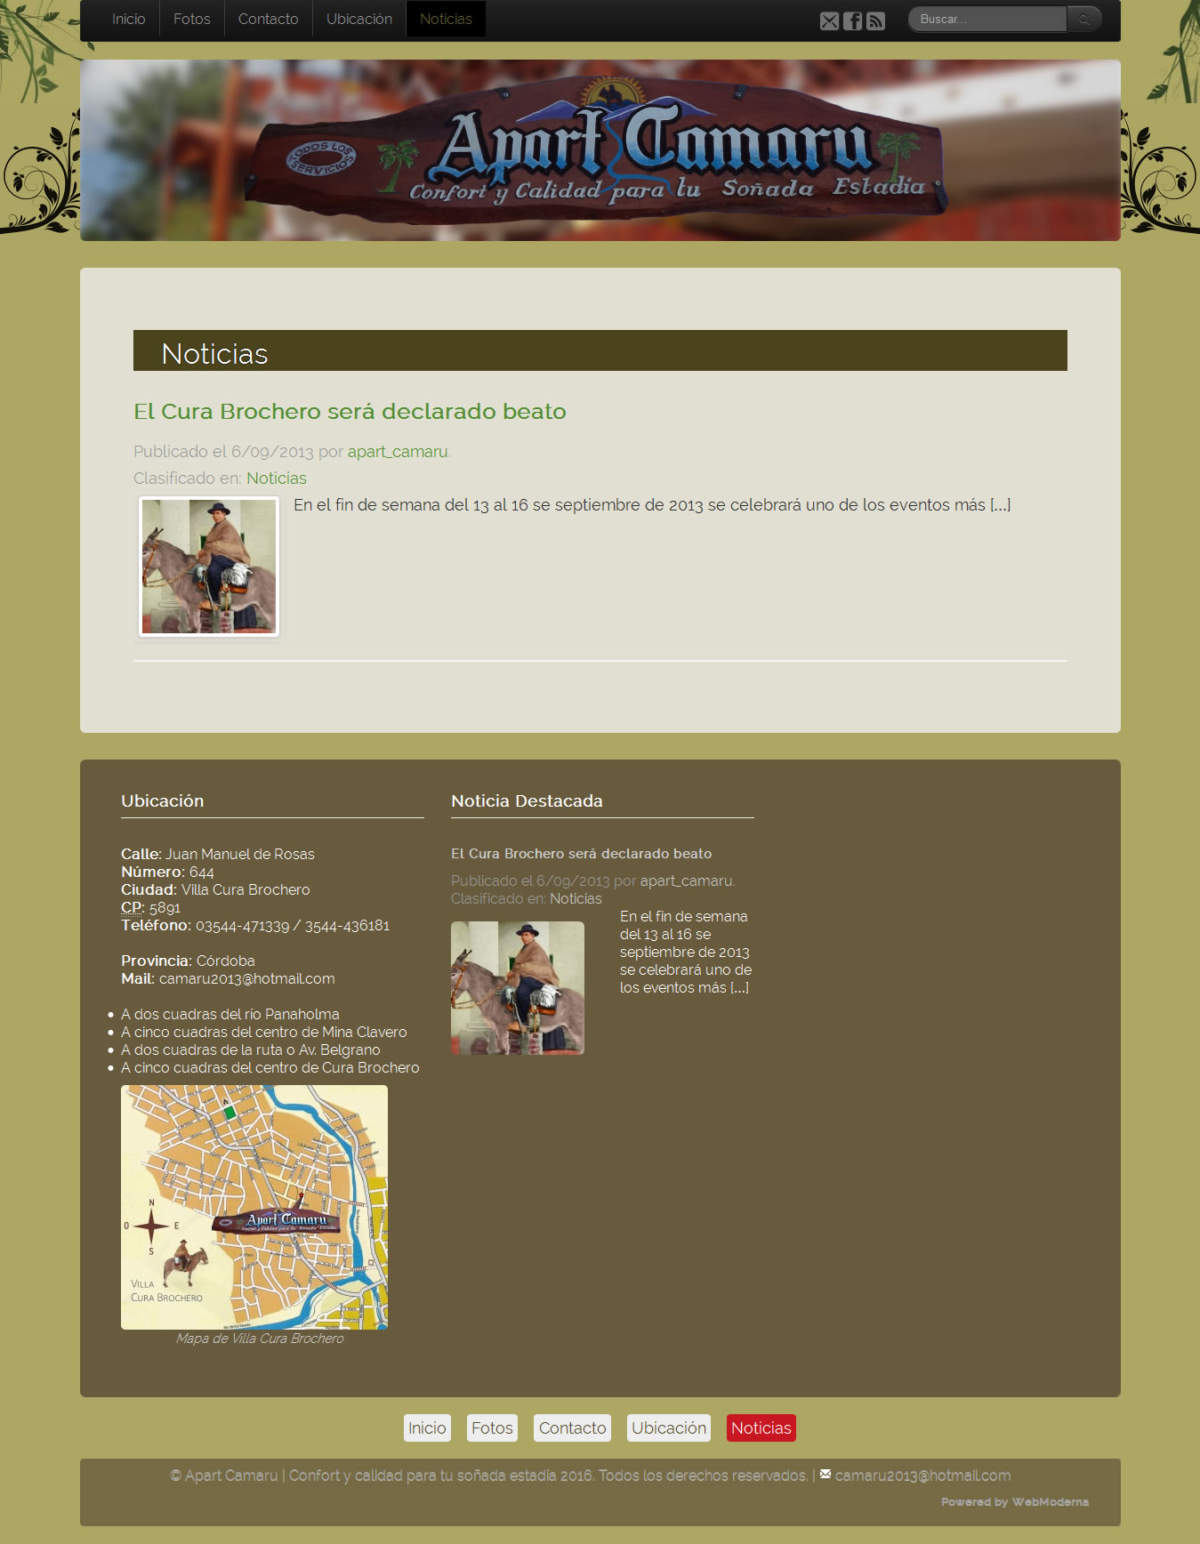 Inicio
Fotos
Contacto
Ubicación
Noticias
Buscar...
TODOS LOS
SERVICIOS
Apart Camaru
Confort y Calidad para tu Soñada Estadía
Noticias
El Cura Brochero será declarado beato
Publicado el 6/09/2013 por apart_camaru.
Clasificado en: Noticias
En el fin de semana del 13 al 16 se septiembre de 2013 se celebrará uno de los eventos más [...]
Ubicación
Calle: Juan Manuel de Rosas
Número: 644
Ciudad: Villa Cura Brochero
CP: 5891
Teléfono: 03544-471339 / 3544-436181
Provincia: Córdoba
Mail: camaru2013@hotmail.com
A dos cuadras del río Panaholma
A cinco cuadras del centro de Mina Clavero
A dos cuadras de la ruta o Av. Belgrano
A cinco cuadras del centro de Cura Brochero
N
O
E
S
Apart Camaru
VILLA
CURA BROCHERO
Mapa de Villa Cura Brochero
Noticia Destacada
El Cura Brochero será declarado beato
Publicado el 6/09/2013 por apart_camaru.
Clasificado en: Noticias
En el fin de semana
del 13 al 16 se
septiembre de 2013
se celebrará uno de
los eventos más [...]
Inicio
Fotos
Contacto
Ubicación
Noticias
© Apart Camaru | Confort y calidad para tu soñada estadía 2016. Todos los derechos reservados. | camaru2013@hotmail.com
Powered by WebModerna